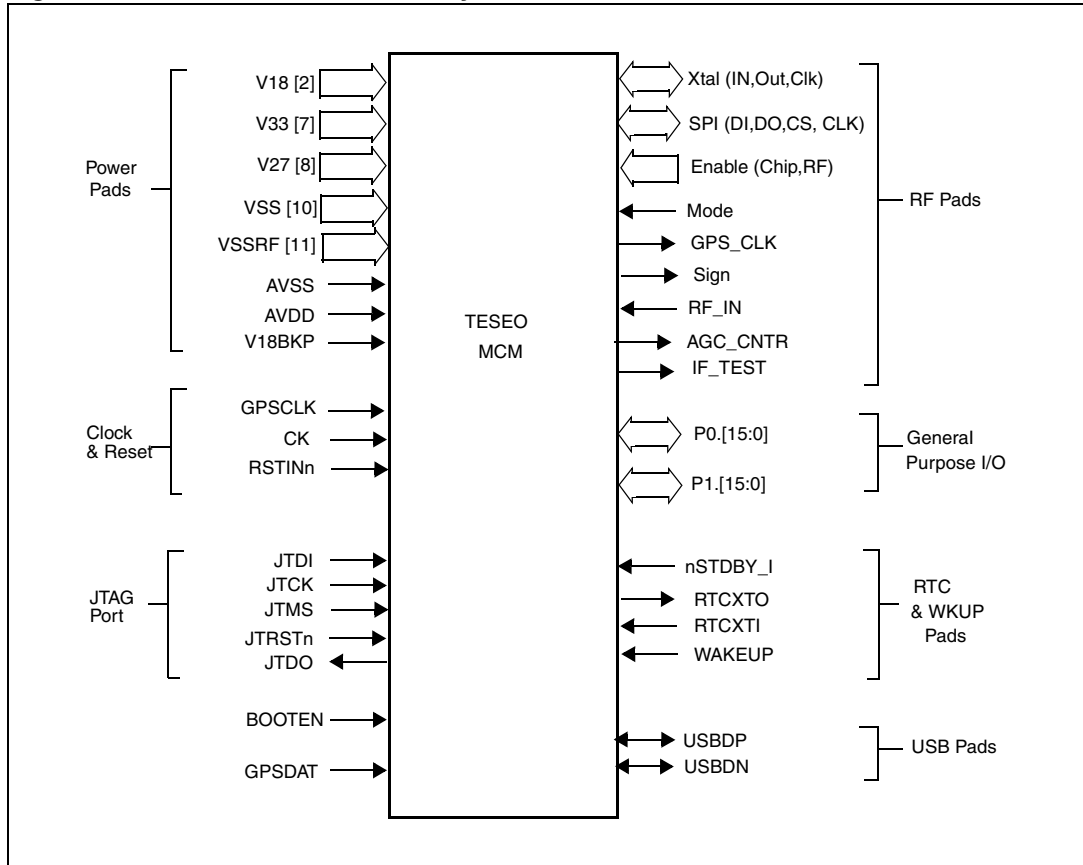 Power
Pads
V18 [2]
V33 [7]
V27 [8]
VSS [10]
VSSRF [11]
AVSS
AVDD
V18BKP
Clock
& Reset
GPSCLK
CK
RSTINn
JTAG
Port
JTDI
JTCK
JTMS
JTRSTn
JTDO
BOOTEN
GPSDAT
TESEO
MCM
Xtal (IN,Out,Clk)
SPI (DI,DO,CS, CLK)
Enable (Chip,RF)
Mode
GPS_CLK
Sign
RF_IN
AGC_CNTR
IF_TEST
RF Pads
P0.[15:0]
P1.[15:0]
General
Purpose I/O
nSTDBY_I
RTCXTO
RTCXTI
WAKEUP
RTC
& WKUP
Pads
USBDP
USBDN
USB Pads